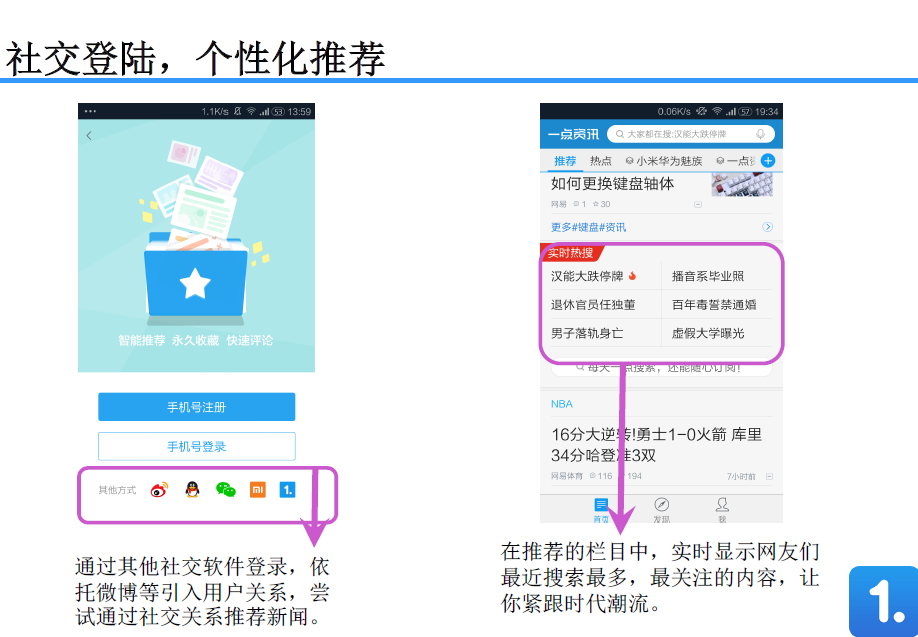 社交登陆，个性化推荐
1.1K/s 53 13:59
智能推荐 永久收藏 快速评论
手机号注册
手机号登录
其他方式
mi
1.
通过其他社交软件登录，依
托微博等引入用户关系，尝
试通过社交关系推荐新闻。
0.06K/s 57 19:34
一点资讯 大家都在搜:汉能大跌停牌
推荐 热点 小米华为魅族 一点
如何更换键盘轴体
网易 1 ☆30
更多#键盘#资讯
实时热搜
汉能大跌停牌 播音系毕业照
退休官员任独董 百年毒誓禁通婚
男子落轨身亡 虚假大学曝光
每天一点搜索，还能随心订阅！
NBA
16分大逆转!勇士1-0火箭 库里
34分哈登准3双
网易体育 116 194 7小时前
首页 发现 我
在推荐的栏目中，实时显示网友们
最近搜索最多，最关注的内容，让
你紧跟时代潮流。
1.